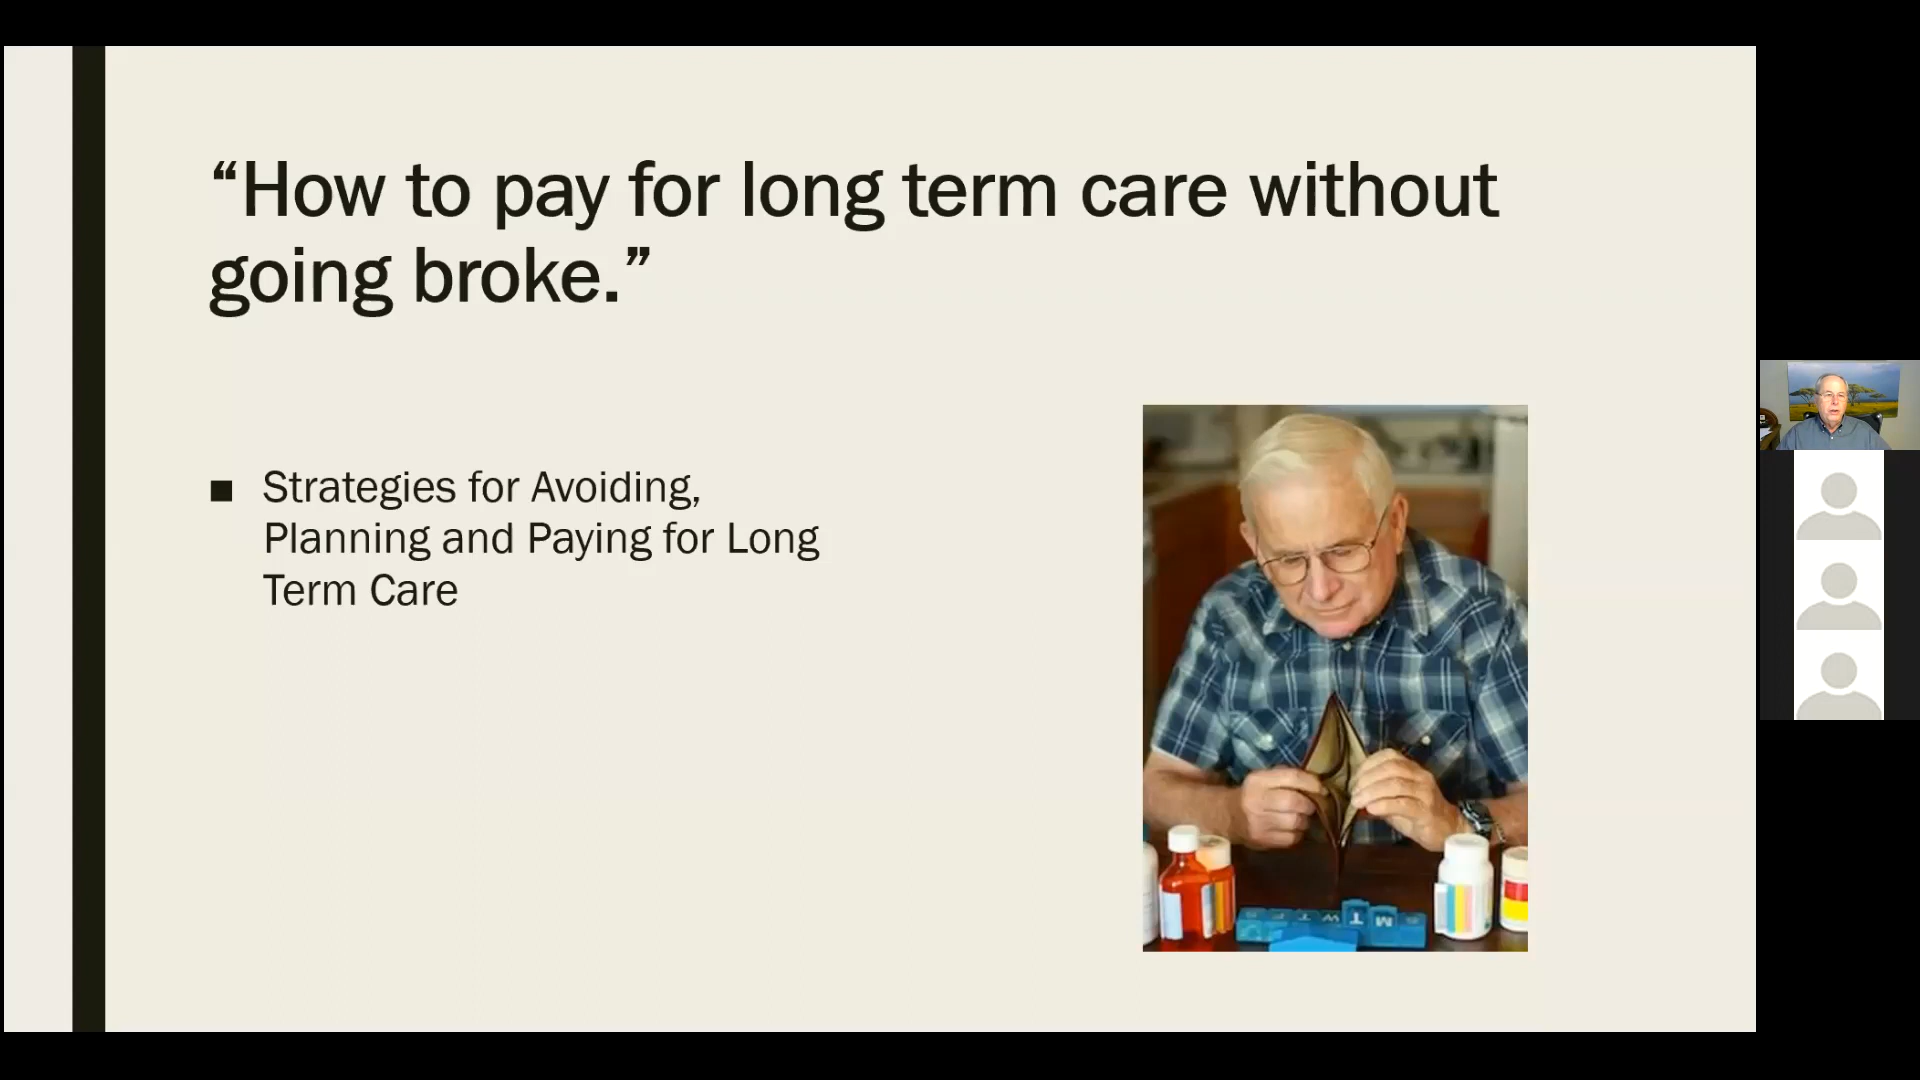 “How to pay for long term care without
going broke.”
■ Strategies for Avoiding,
Planning and Paying for Long
Term Care
S M T W T F S